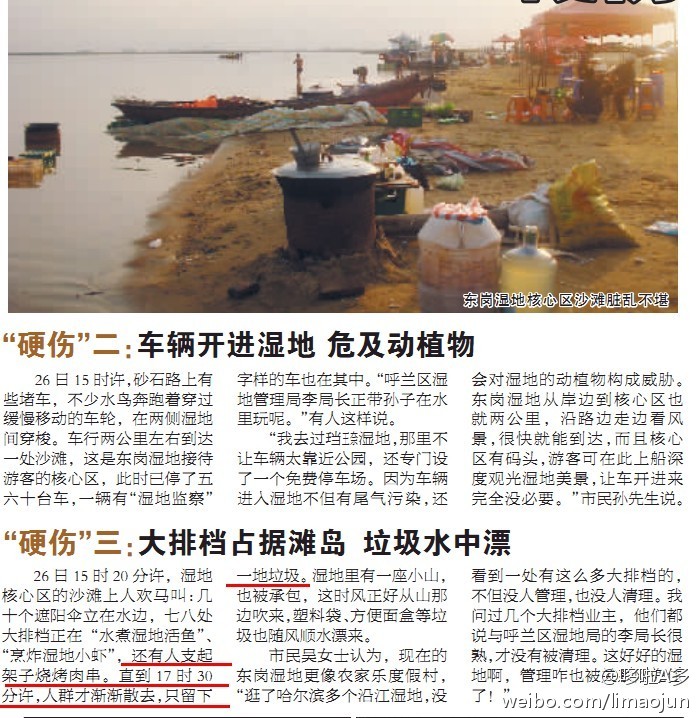 东岗湿地核心区沙滩脏乱不堪
“硬伤”二：车辆开进湿地 危及动植物
26日15时许，砂石路上有
些堵车，不少水鸟奔跑着穿过
缓慢移动的车轮，在两侧湿地
间穿梭。车行两公里左右到达
一处沙滩，这是东岗湿地接待
游客的核心区，此时已停了五
六十台车，一辆有“湿地监察”
字样的车也在其中。“呼兰区湿
地管理局李局长正带孙子在水
里玩呢。”有人这样说。
“我去过珰琼湿地，那里不
让车辆太靠近公园，还专门设
了一个免费停车场。因为车辆
进入湿地不但有尾气污染，还
会对湿地的动植物构成威胁。
东岗湿地从岸边到核心区也
就两公里，沿路边走边看风
景，很快就能到达，而且核心
区有码头，游客可在此上船深
度观光湿地美景，让车开进来
完全没必要。”市民孙先生说。
“硬伤”三：大排档占据滩岛 垃圾水中漂
26日15时20分许，湿地
核心区的沙滩上人欢马叫：几
十个遮阳伞立在水边，七八处
大排档正在“水煮湿地活鱼”、
“烹炸湿地小虾”，还有人支起
架子烧烤肉串。直到17时30
分许，人群才渐渐散去，只留下
一地垃圾。湿地里有一座小山，
也被承包，这时风正好从山那
边吹来，塑料袋、方便面盒等垃
圾也随风顺水漂来。
市民吴女士认为，现在的
东岗湿地更像农家乐度假村，
“逛了哈尔滨多个沿江湿地，没
看到一处有这么多大排档的，
不但没人管理，也没人清理。我
问过几个大排档业主，他们都
说与呼兰区湿地局的李局长很
熟，才没有被清理。这好好的湿
地啊，管理咋也被
了！”
weibo.com/limaojun